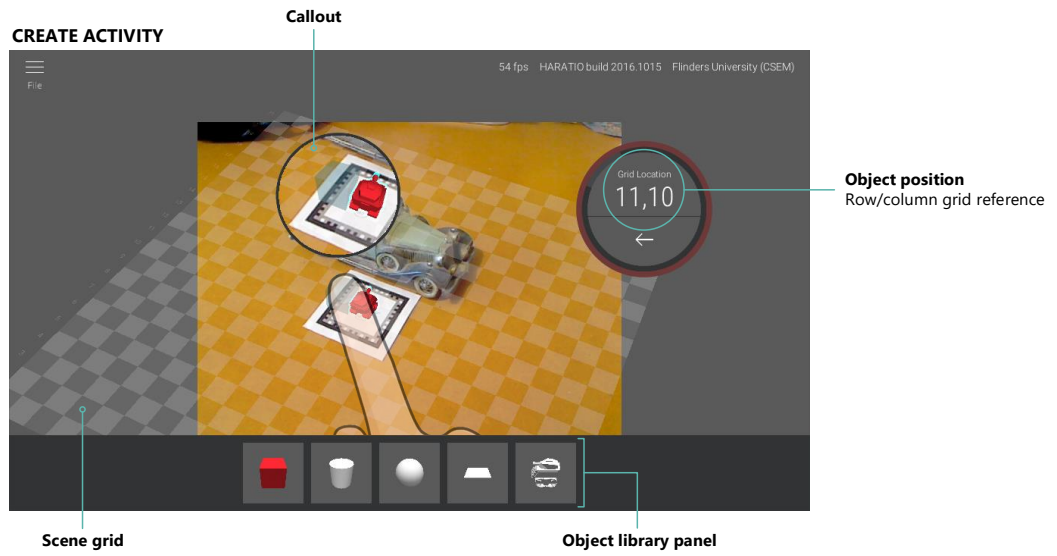 Callout
CREATE ACTIVITY
54 fps HARATIO build 2016.1015 Flinders University (CSEM)
File
Grid Location
11,10
Object position
Row/column grid reference
Scene grid
Object library panel